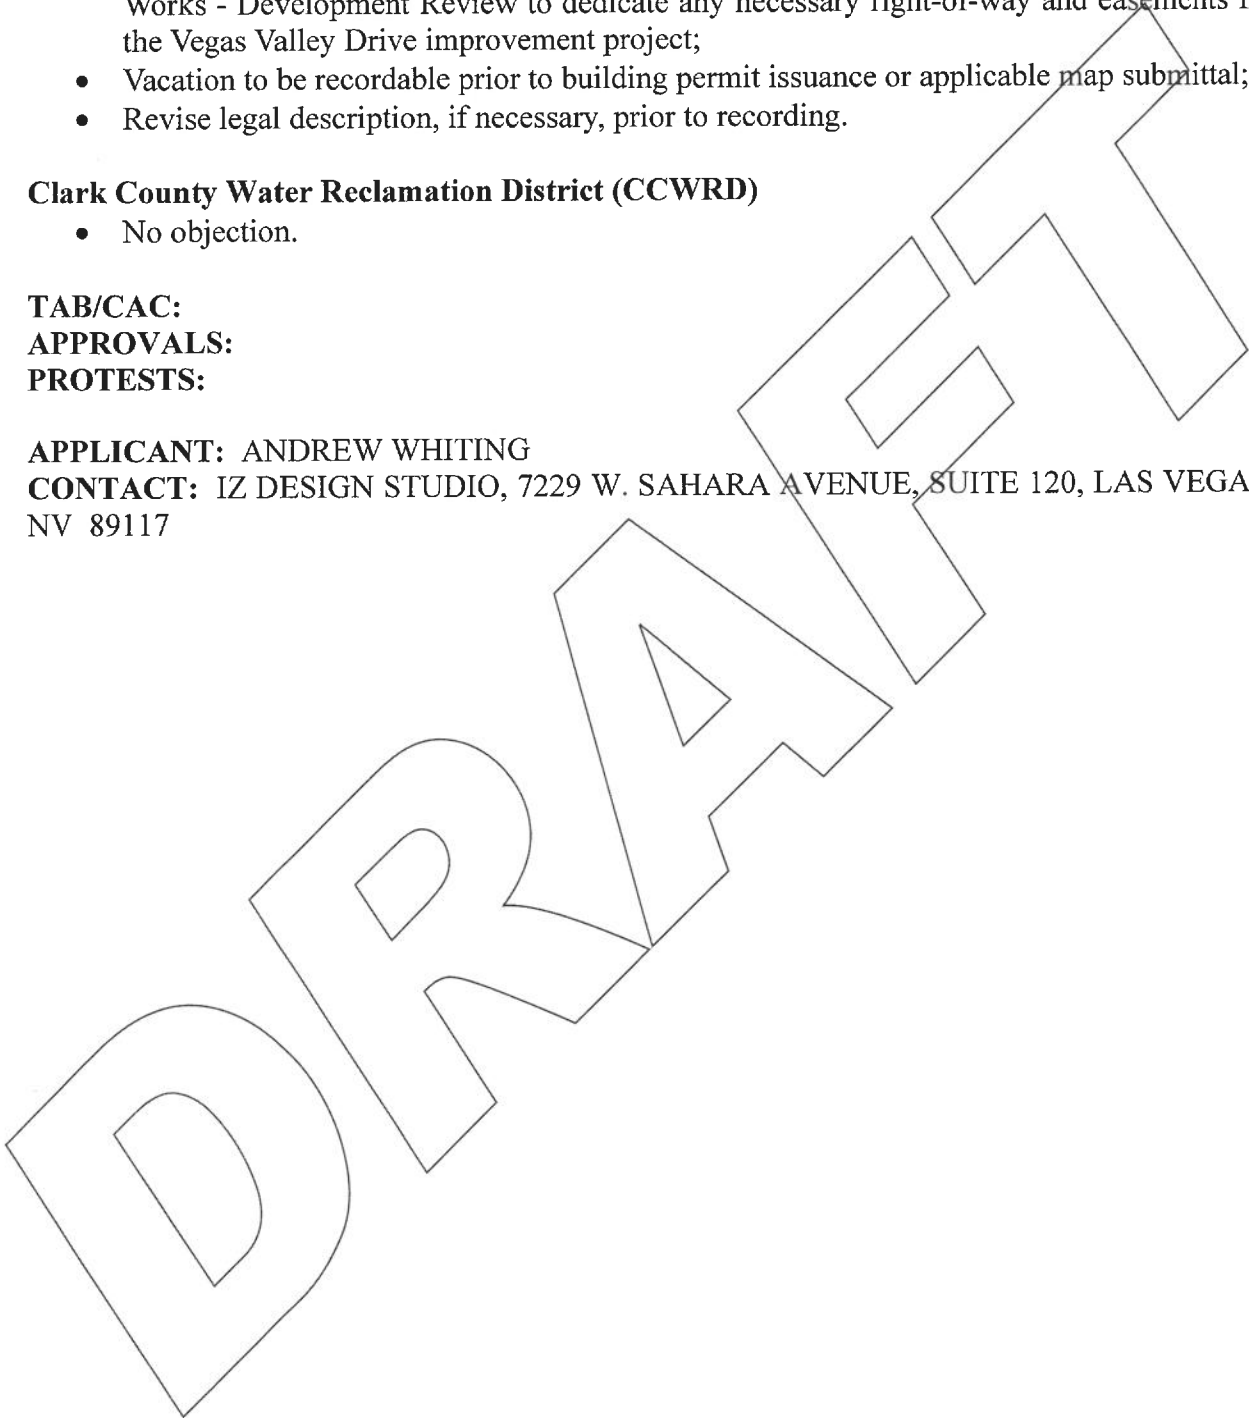 Works - Development Review to dedicate any necessary right-of-way and easements f
the Vegas Valley Drive improvement project;
• Vacation to be recordable prior to building permit issuance or applicable map submittal;
• Revise legal description, if necessary, prior to recording.
Clark County Water Reclamation District (CCWRD)
• No objection.
TAB/CAC:
APPROVALS:
PROTESTS:
APPLICANT: ANDREW WHITING
CONTACT: IZ DESIGN STUDIO, 7229 W. SAHARA AVENUE, SUITE 120, LAS VEGA
NV 89117
DRAFT